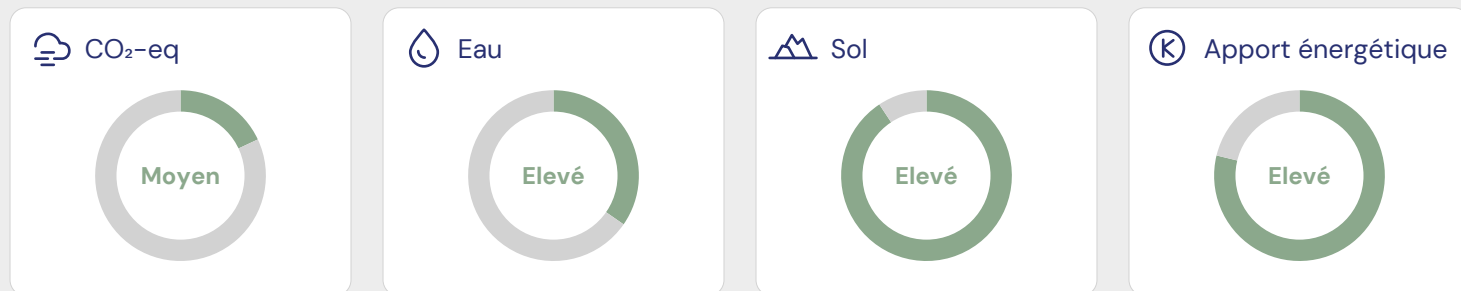 CO₂-eq
Moyen
Eau
Elevé
Sol
Elevé
Apport énergétique
Elevé